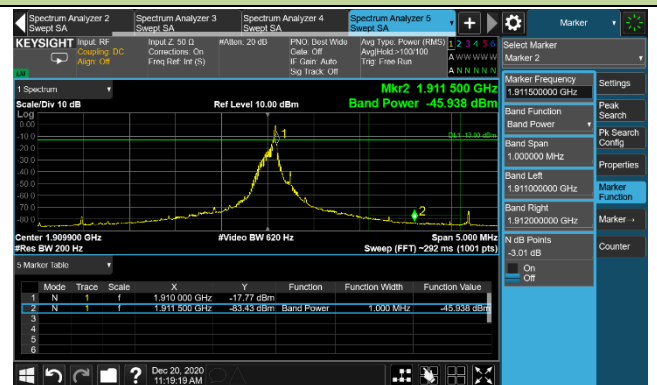 Spectrum Analyzer 2
Swept SA
Spectrum Analyzer 3
Swept SA
Spectrum Analyzer 4
Swept SA
Spectrum Analyzer 5
Swept SA
Marker
KEYSIGHT
Input: RF
Coupling: DC
Align: Off
Input Z: 50 Ω
Corrections: On
Freq Ref: Int (S)
#Atten: 20 dB
PNO: Best Wide
Gate: Off
IF Gain: Auto
Sig Track: Off
Avg Type: Power (RMS)
Avg|Hold:>100/100
Trig: Free Run
1 2 3 4 5 6
A W W W W W
A N N N N N
Select Marker
Marker 2
LXI
1 Spectrum
Scale/Div 10 dB
Log
Ref Level 10.00 dBm
Mkr2 1.911 500 GHz
Band Power -45.938 dBm
0.00
-10.0
-20.0
-30.0
-40.0
-50.0
-60.0
-70.0
-80.0
1
2
Center 1.909900 GHz
#Res BW 200 Hz
#Video BW 620 Hz
Span 5.000 MHz
Sweep (FFT) ~292 ms (1001 pts)
5 Marker Table
Mode Trace Scale X Y Function Function Width Function Value
1 N 1 f 1.910 000 GHz -17.77 dBm
2 N 1 f 1.911 500 GHz -83.43 dBm Band Power 1.000 MHz -45.938 dBm
3
4
5
6
Marker Frequency
1.911500000 GHz
Band Function
Band Power
Band Span
1.000000 MHz
Band Left
1.911000000 GHz
Band Right
1.912000000 GHz
N dB Points
-3.01 dB
On
Off
Settings
Peak
Search
Pk Search
Config
Properties
Marker
Function
Marker→
Counter
?
Dec 20, 2020
11:19:19 AM